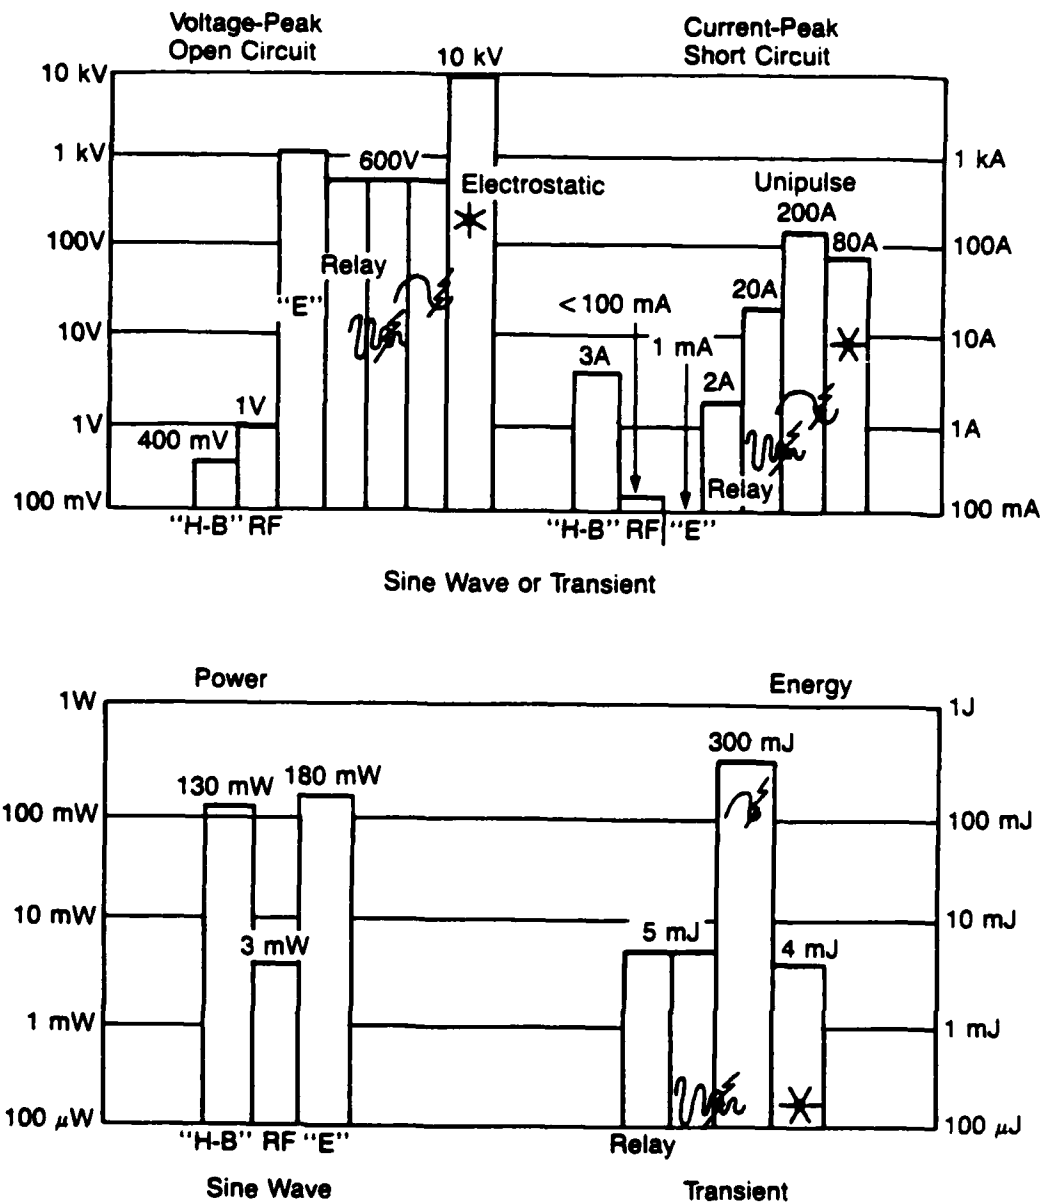 Voltage-Peak
Open Circuit
Current-Peak
Short Circuit
10 kV
10 kV
1 kV
600V
1 kA
Electrostatic
Unipulse
200A
100V
80A
100A
Relay
20A
"E"
<100 mA
10V
1 mA
10A
3A
2A
1V
1V
400 mV
1A
Relay
100 mV
100 mA
"H-B" RF
"H-B" RF "E"
Sine Wave or Transient
Power
Energy
1W
1J
300 mJ
130 mW
180 mW
100 mW
100 mJ
10 mW
10 mJ
5 mJ
3 mW
4 mJ
1 mW
1 mJ
100 μW
100 μJ
"H-B" RF "E"
Relay
Sine Wave
Transient